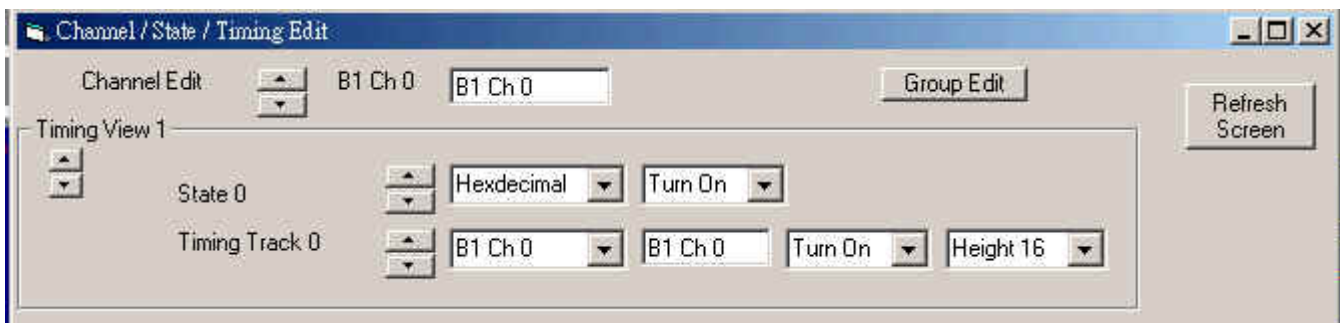 Channel / State / Timing Edit
Channel Edit B1 Ch 0 B1 Ch 0 Group Edit
Refresh
Screen
Timing View 1
State 0 Hexdecimal Turn On
Timing Track 0 B1 Ch 0 B1 Ch 0 Turn On Height 16